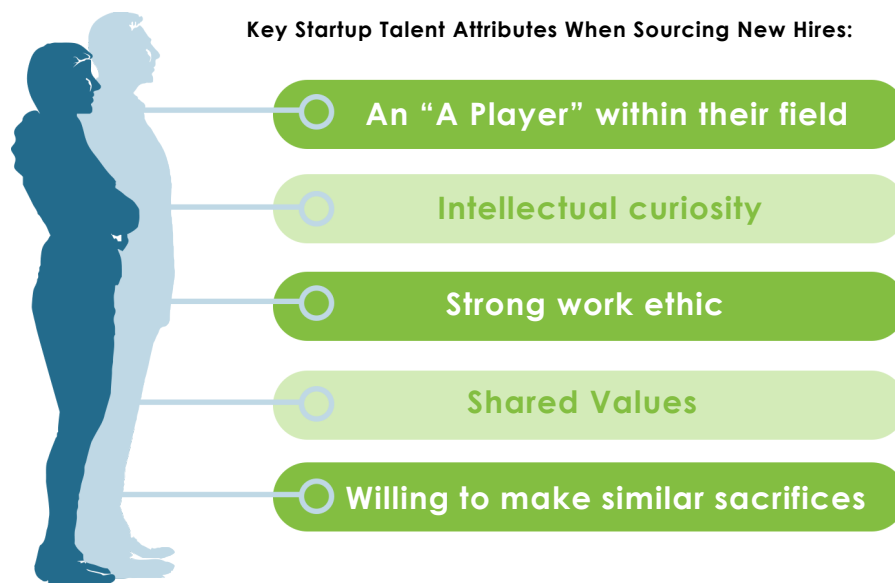 Key Startup Talent Attributes When Sourcing New Hires:
An “A Player” within their field
Intellectual curiosity
Strong work ethic
Shared Values
Willing to make similar sacrifices